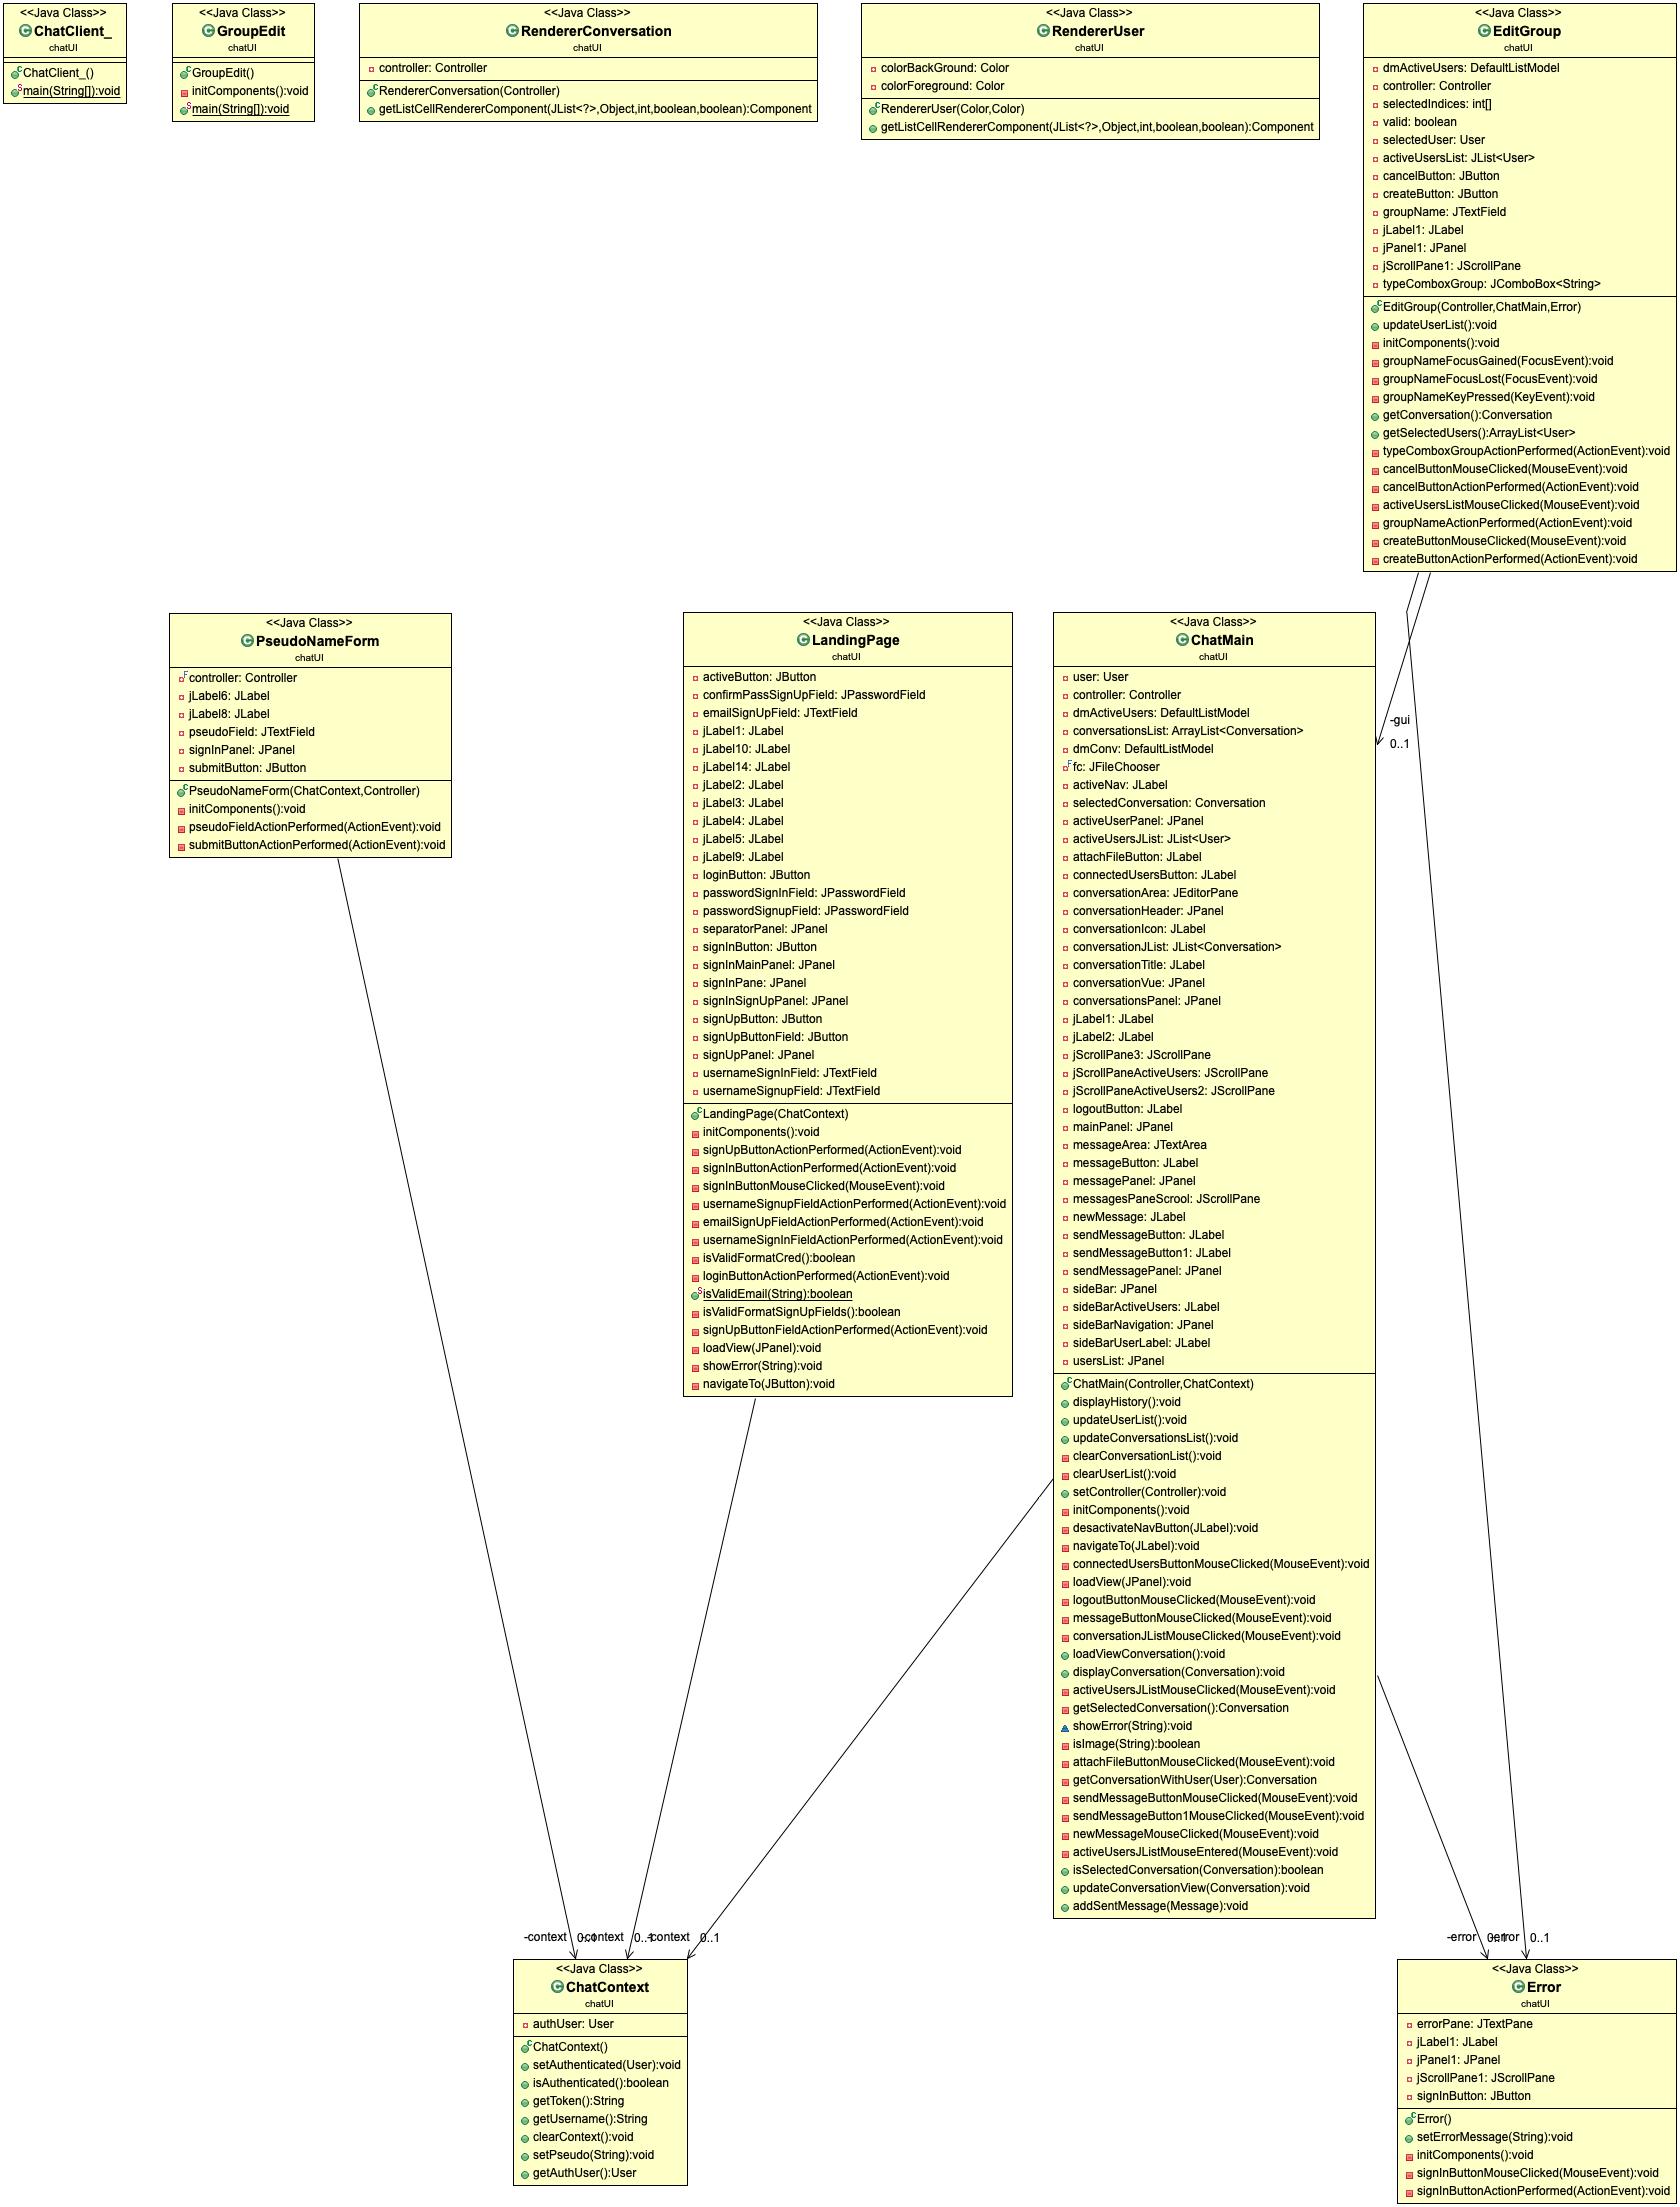 <<Java Class>>
ChatClient_
chatUI
ChatClient_()
main(String[]):void
<<Java Class>>
GroupEdit
chatUI
GroupEdit()
initComponents():void
main(String[]):void
<<Java Class>>
RendererConversation
chatUI
controller: Controller
RendererConversation(Controller)
getListCellRendererComponent(JList<?>,Object,int,boolean,boolean):Component
<<Java Class>>
RendererUser
chatUI
colorBackGround: Color
colorForeground: Color
RendererUser(Color,Color)
getListCellRendererComponent(JList<?>,Object,int,boolean,boolean):Component
<<Java Class>>
EditGroup
chatUI
dmActiveUsers: DefaultListModel
controller: Controller
selectedIndices: int[]
valid: boolean
selectedUser: User
activeUsersList: JList<User>
cancelButton: JButton
createButton: JButton
groupName: JTextField
jLabel1: JLabel
jPanel1: JPanel
jScrollPane1: JScrollPane
typeComboxGroup: JComboBox<String>
EditGroup(Controller,ChatMain,Error)
updateUserList():void
initComponents():void
groupNameFocusGained(FocusEvent):void
groupNameFocusLost(FocusEvent):void
groupNameKeyPressed(KeyEvent):void
getConversation():Conversation
getSelectedUsers():ArrayList<User>
typeComboxGroupActionPerformed(ActionEvent):void
cancelButtonMouseClicked(MouseEvent):void
cancelButtonActionPerformed(ActionEvent):void
activeUsersListMouseClicked(MouseEvent):void
groupNameActionPerformed(ActionEvent):void
createButtonMouseClicked(MouseEvent):void
createButtonActionPerformed(ActionEvent):void
<<Java Class>>
PseudoNameForm
chatUI
controller: Controller
jLabel6: JLabel
jLabel8: JLabel
pseudoField: JTextField
signInPanel: JPanel
submitButton: JButton
PseudoNameForm(ChatContext,Controller)
initComponents():void
pseudoFieldActionPerformed(ActionEvent):void
submitButtonActionPerformed(ActionEvent):void
<<Java Class>>
LandingPage
chatUI
activeButton: JButton
confirmPassSignUpField: JPasswordField
emailSignUpField: JTextField
jLabel1: JLabel
jLabel10: JLabel
jLabel14: JLabel
jLabel2: JLabel
jLabel3: JLabel
jLabel4: JLabel
jLabel5: JLabel
jLabel9: JLabel
loginButton: JButton
passwordSignInField: JPasswordField
passwordSignupField: JPasswordField
separatorPanel: JPanel
signInButton: JButton
signInMainPanel: JPanel
signInPane: JPanel
signInSignUpPanel: JPanel
signUpButton: JButton
signUpButtonField: JButton
signUpPanel: JPanel
usernameSignInField: JTextField
usernameSignupField: JTextField
LandingPage(ChatContext)
initComponents():void
signUpButtonActionPerformed(ActionEvent):void
signInButtonActionPerformed(ActionEvent):void
signInButtonMouseClicked(MouseEvent):void
usernameSignupFieldActionPerformed(ActionEvent):void
emailSignUpFieldActionPerformed(ActionEvent):void
usernameSignInFieldActionPerformed(ActionEvent):void
isValidFormatCred():boolean
loginButtonActionPerformed(ActionEvent):void
isValidEmail(String):boolean
isValidFormatSignUpFields():boolean
signUpButtonFieldActionPerformed(ActionEvent):void
loadView(JPanel):void
showError(String):void
navigateTo(JButton):void
<<Java Class>>
ChatMain
chatUI
user: User
controller: Controller
dmActiveUsers: DefaultListModel
conversationsList: ArrayList<Conversation>
dmConv: DefaultListModel
fc: JFileChooser
activeNav: JLabel
selectedConversation: Conversation
activeUserPanel: JPanel
activeUsersJList: JList<User>
attachFileButton: JLabel
connectedUsersButton: JLabel
conversationArea: JEditorPane
conversationHeader: JPanel
conversationIcon: JLabel
conversationJList: JList<Conversation>
conversationTitle: JLabel
conversationVue: JPanel
conversationsPanel: JPanel
jLabel1: JLabel
jLabel2: JLabel
jScrollPane3: JScrollPane
jScrollPaneActiveUsers: JScrollPane
jScrollPaneActiveUsers2: JScrollPane
logoutButton: JLabel
mainPanel: JPanel
messageArea: JTextArea
messageButton: JLabel
messagePanel: JPanel
messagesPaneScrool: JScrollPane
newMessage: JLabel
sendMessageButton: JLabel
sendMessageButton1: JLabel
sendMessagePanel: JPanel
sideBar: JPanel
sideBarActiveUsers: JLabel
sideBarNavigation: JPanel
sideBarUserLabel: JLabel
usersList: JPanel
ChatMain(Controller,ChatContext)
displayHistory():void
updateUserList():void
updateConversationsList():void
clearConversationList():void
clearUserList():void
setController(Controller):void
initComponents():void
desactivateNavButton(JLabel):void
navigateTo(JLabel):void
connectedUsersButtonMouseClicked(MouseEvent):void
loadView(JPanel):void
logoutButtonMouseClicked(MouseEvent):void
messageButtonMouseClicked(MouseEvent):void
conversationJListMouseClicked(MouseEvent):void
loadViewConversation():void
displayConversation(Conversation):void
activeUsersJListMouseClicked(MouseEvent):void
getSelectedConversation():Conversation
showError(String):void
isImage(String):boolean
attachFileButtonMouseClicked(MouseEvent):void
getConversationWithUser(User):Conversation
sendMessageButtonMouseClicked(MouseEvent):void
sendMessageButton1MouseClicked(MouseEvent):void
newMessageMouseClicked(MouseEvent):void
activeUsersJListMouseEntered(MouseEvent):void
isSelectedConversation(Conversation):boolean
updateConversationView(Conversation):void
addSentMessage(Message):void
-gui
0..1
-context 0..1
-context 0..1
-context 0..1
-error 0..1
-error 0..1
<<Java Class>>
ChatContext
chatUI
authUser: User
ChatContext()
setAuthenticated(User):void
isAuthenticated():boolean
getToken():String
getUsername():String
clearContext():void
setPseudo(String):void
getAuthUser():User
<<Java Class>>
Error
chatUI
errorPane: JTextPane
jLabel1: JLabel
jPanel1: JPanel
jScrollPane1: JScrollPane
signInButton: JButton
Error()
setErrorMessage(String):void
initComponents():void
signInButtonMouseClicked(MouseEvent):void
signInButtonActionPerformed(ActionEvent):void